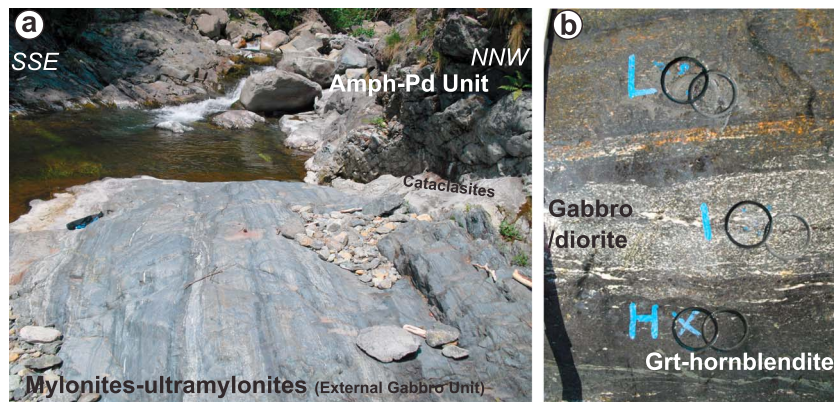 a
SSE
NNW
Amph-Pd Unit
Cataclasites
Mylonites-ultramylonites (External Gabbro Unit)
b
L
Gabbro
/diorite
I
H X
Grt-hornblendite